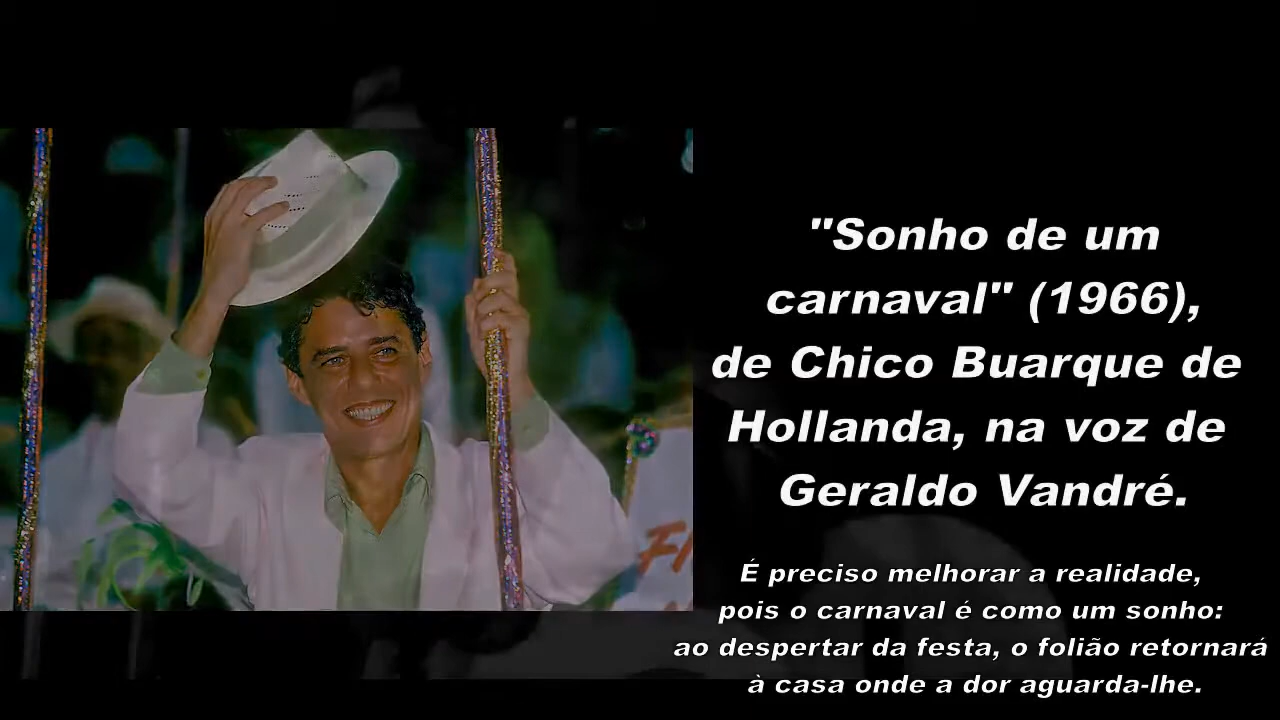 "Sonho de um
carnaval" (1966),
de Chico Buarque de
Hollanda, na voz de
Geraldo Vandré.
É preciso melhorar a realidade,
pois o carnaval é como um sonho:
ao despertar da festa, o folião retornará
à casa onde a dor aguarda-lhe.